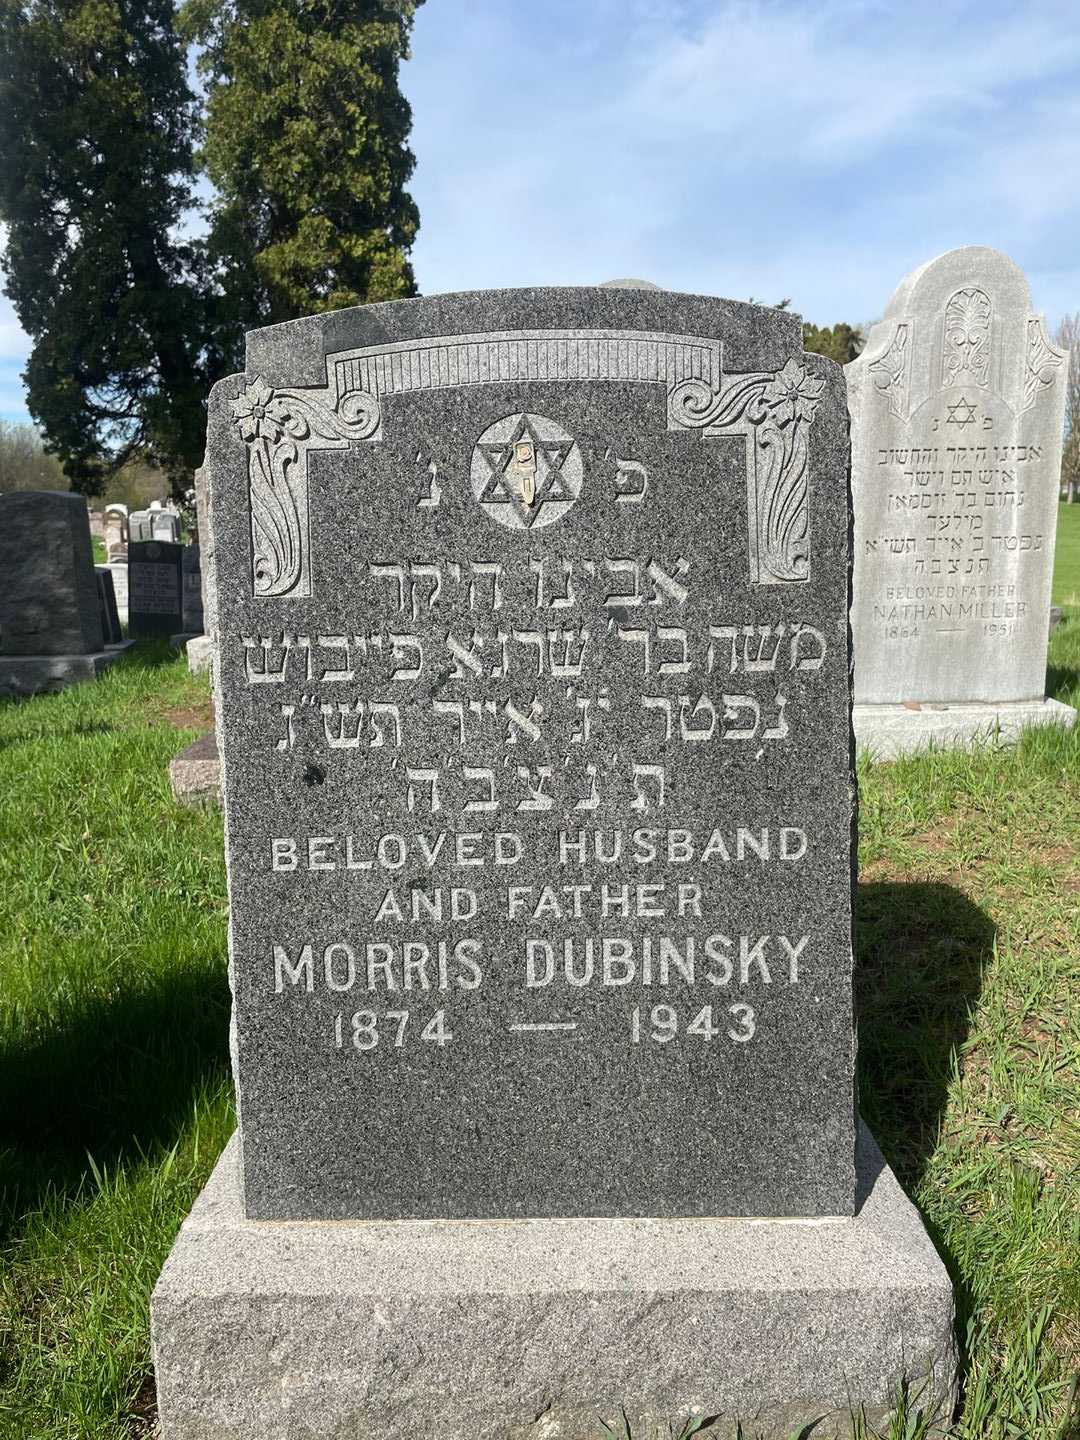 פ' נ'
אבינו היקר
משה בר' שרגא פייבוש
נפטר י"ג אייר תש"ג
ת'נ'צ'ב'ה'
BELOVED HUSBAND
AND FATHER
MORRIS DUBINSKY
1874 — 1943
פ נ
אבינו היקר והחשוב
איש תם וישר
נחום בר זוסמאן
מילער
נפטר ב' אייר תשי"א
תנצבה
BELOVED FATHER
NATHAN MILLER
1864 — 1951